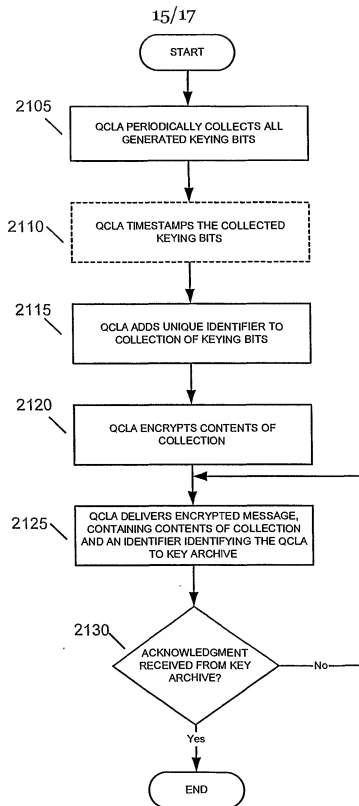 15/17
START
2105
QCLA PERIODICALLY COLLECTS ALL
GENERATED KEYING BITS
2110
QCLA TIMESTAMPS THE COLLECTED
KEYING BITS
2115
QCLA ADDS UNIQUE IDENTIFIER TO
COLLECTION OF KEYING BITS
2120
QCLA ENCRYPTS CONTENTS OF
COLLECTION
2125
QCLA DELIVERS ENCRYPTED MESSAGE,
CONTAINING CONTENTS OF COLLECTION
AND AN IDENTIFIER IDENTIFYING THE QCLA
TO KEY ARCHIVE
2130
ACKNOWLEDGMENT
RECEIVED FROM KEY
ARCHIVE?
No
Yes
END